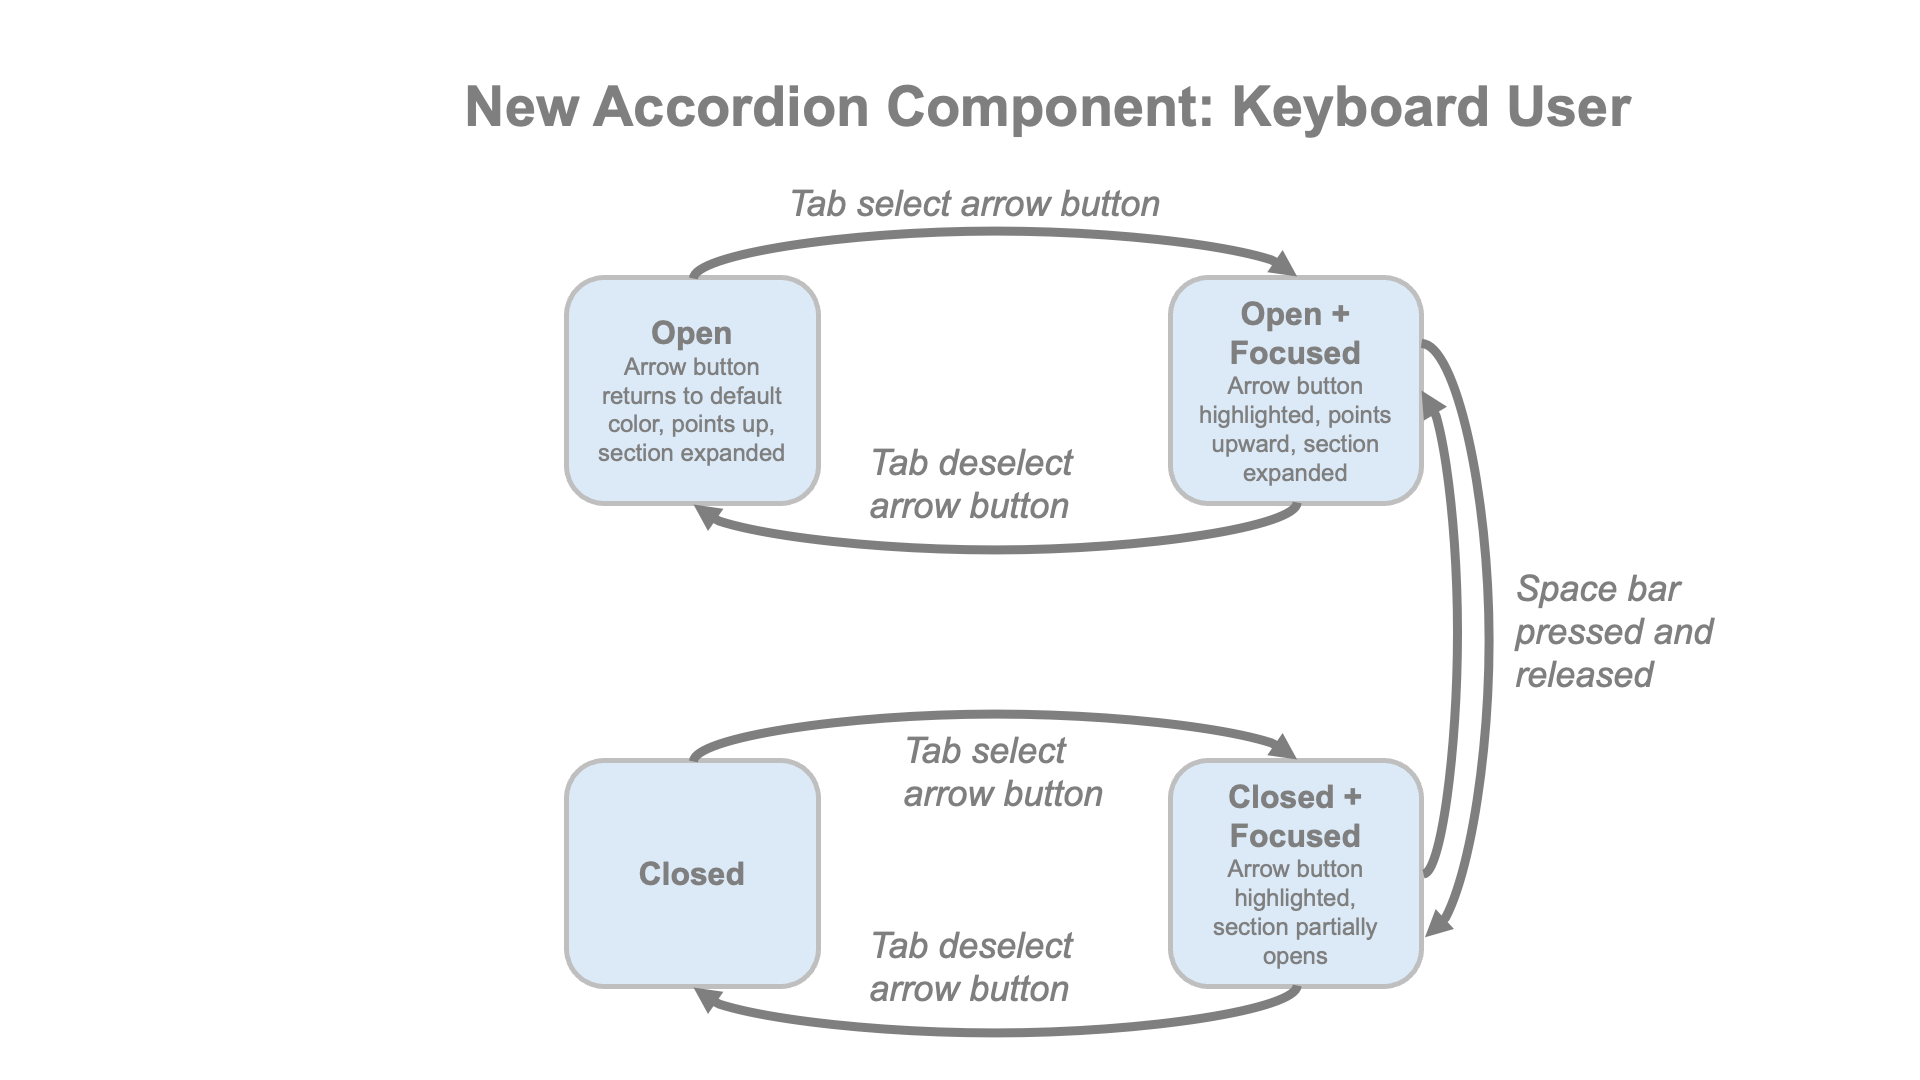 New Accordion Component: Keyboard User
Tab select arrow button
Open
Arrow button
returns to default
color, points up,
section expanded
Open +
Focused
Arrow button
highlighted, points
upward, section
expanded
Tab deselect
arrow button
Space bar
pressed and
released
Tab select
arrow button
Closed
Closed +
Focused
Arrow button
highlighted,
section partially
opens
Tab deselect
arrow button